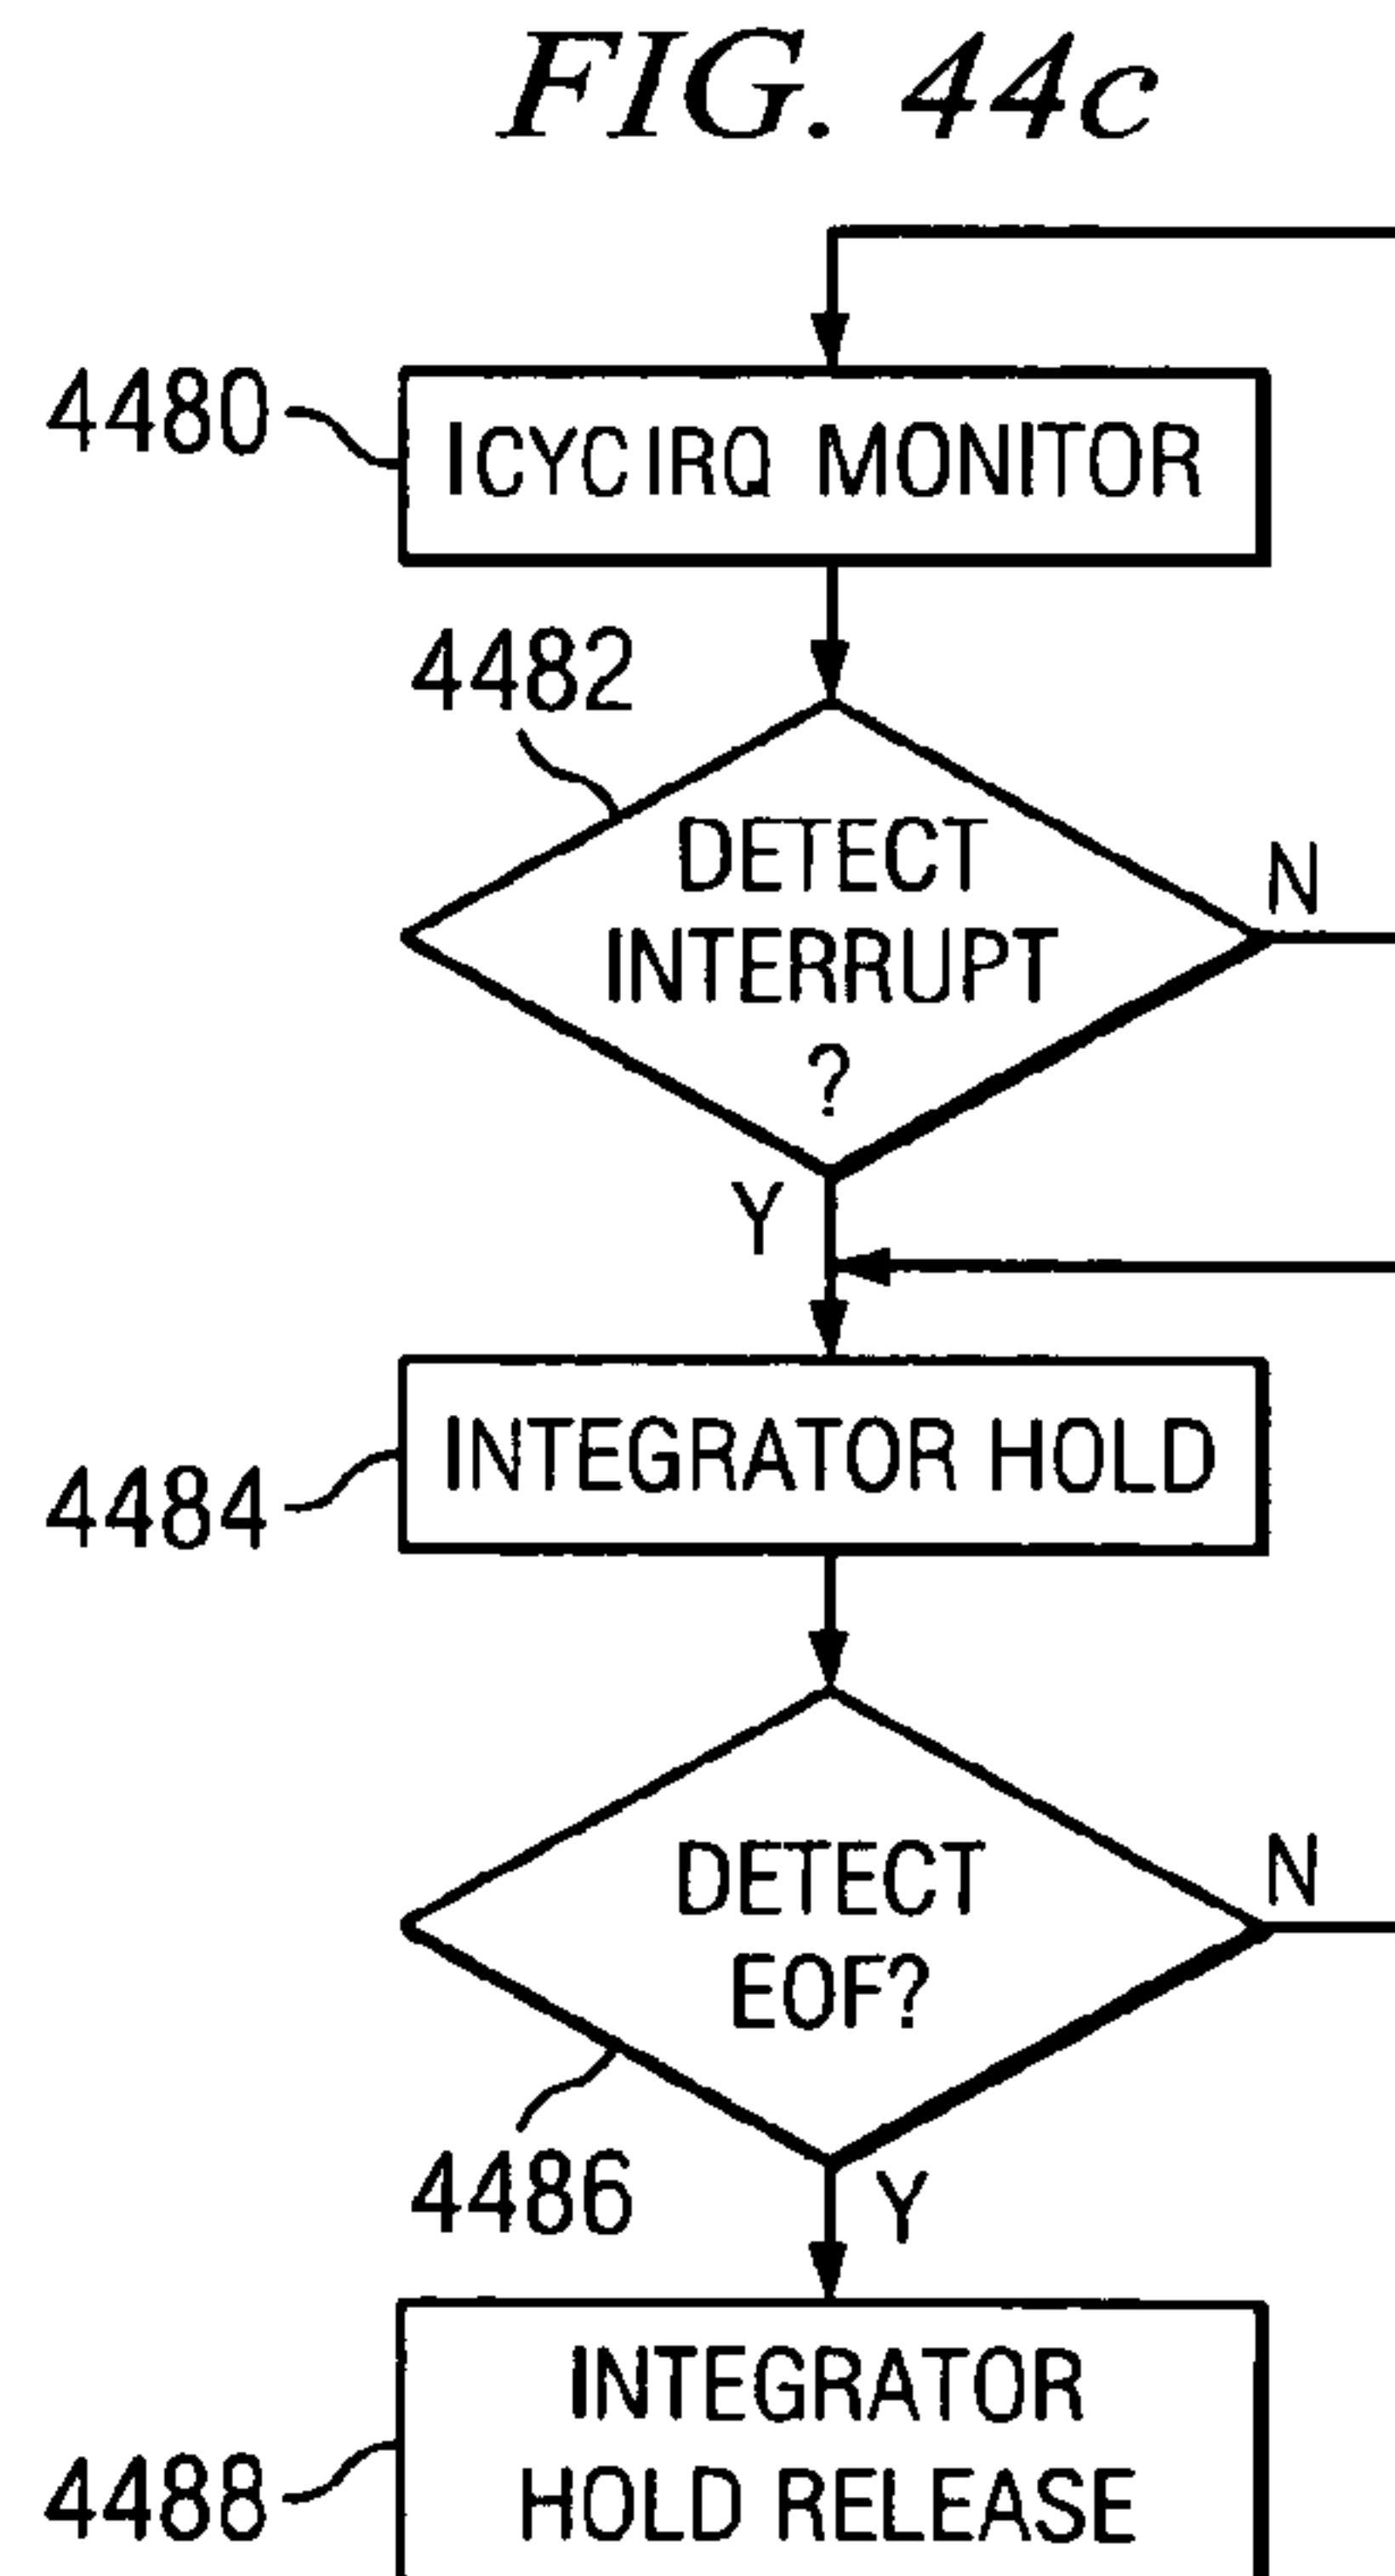 FIG. 44c
4480
ICYCIRQ MONITOR
4482
DETECT
INTERRUPT
?
N
Y
4484
INTEGRATOR HOLD
DETECT
EOF?
N
4486
Y
4488
INTEGRATOR
HOLD RELEASE